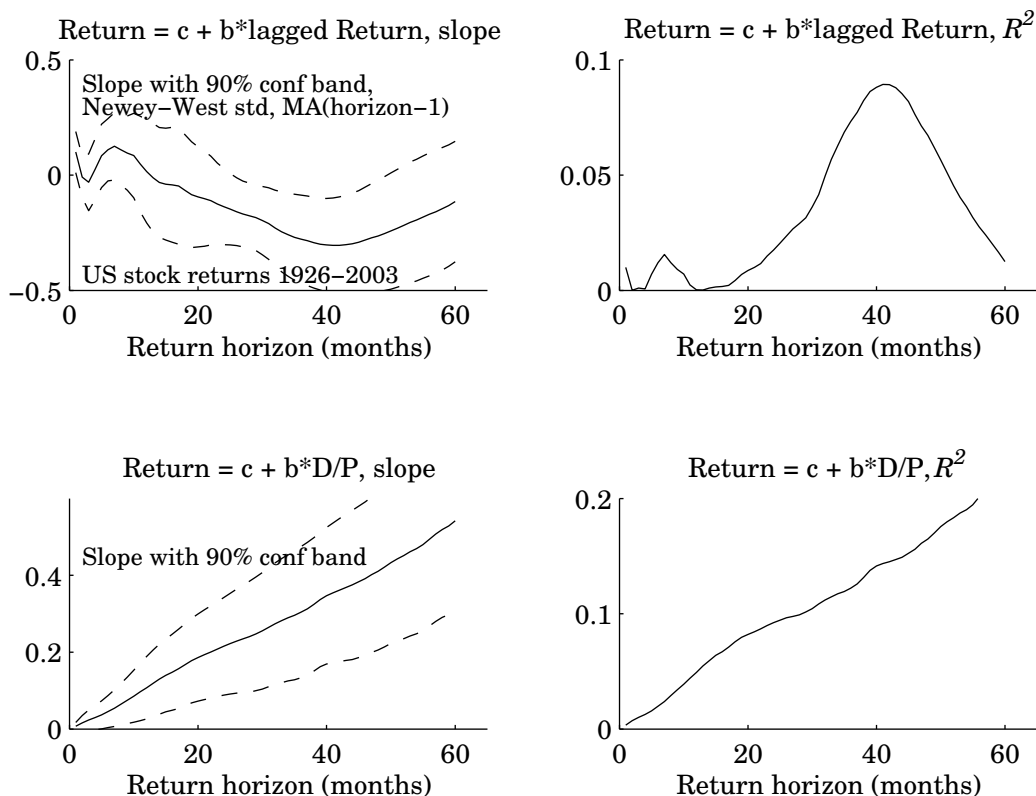 Return = c + b*lagged Return, slope
0.5
0
−0.5
Slope with 90% conf band,
Newey−West std, MA(horizon−1)
US stock returns 1926−2003
0 20 40 60
Return horizon (months)
Return = c + b*lagged Return, R²
0.1
0.05
0
0 20 40 60
Return horizon (months)
Return = c + b*D/P, slope
0.4
0.2
0
Slope with 90% conf band
0 20 40 60
Return horizon (months)
Return = c + b*D/P, R²
0.2
0.1
0
0 20 40 60
Return horizon (months)